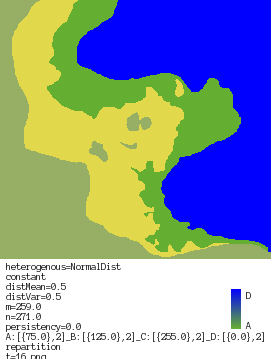 heterogenous=NormalDist
constant
distMean=0.5
distVar=0.5
m=259.0
n=271.0
persistency=0.0
D
A
A:[{75.0},2]_B:[{125.0},2]_C:[{255.0},2]_D:[{0.0},2]
repartition
t=16.png